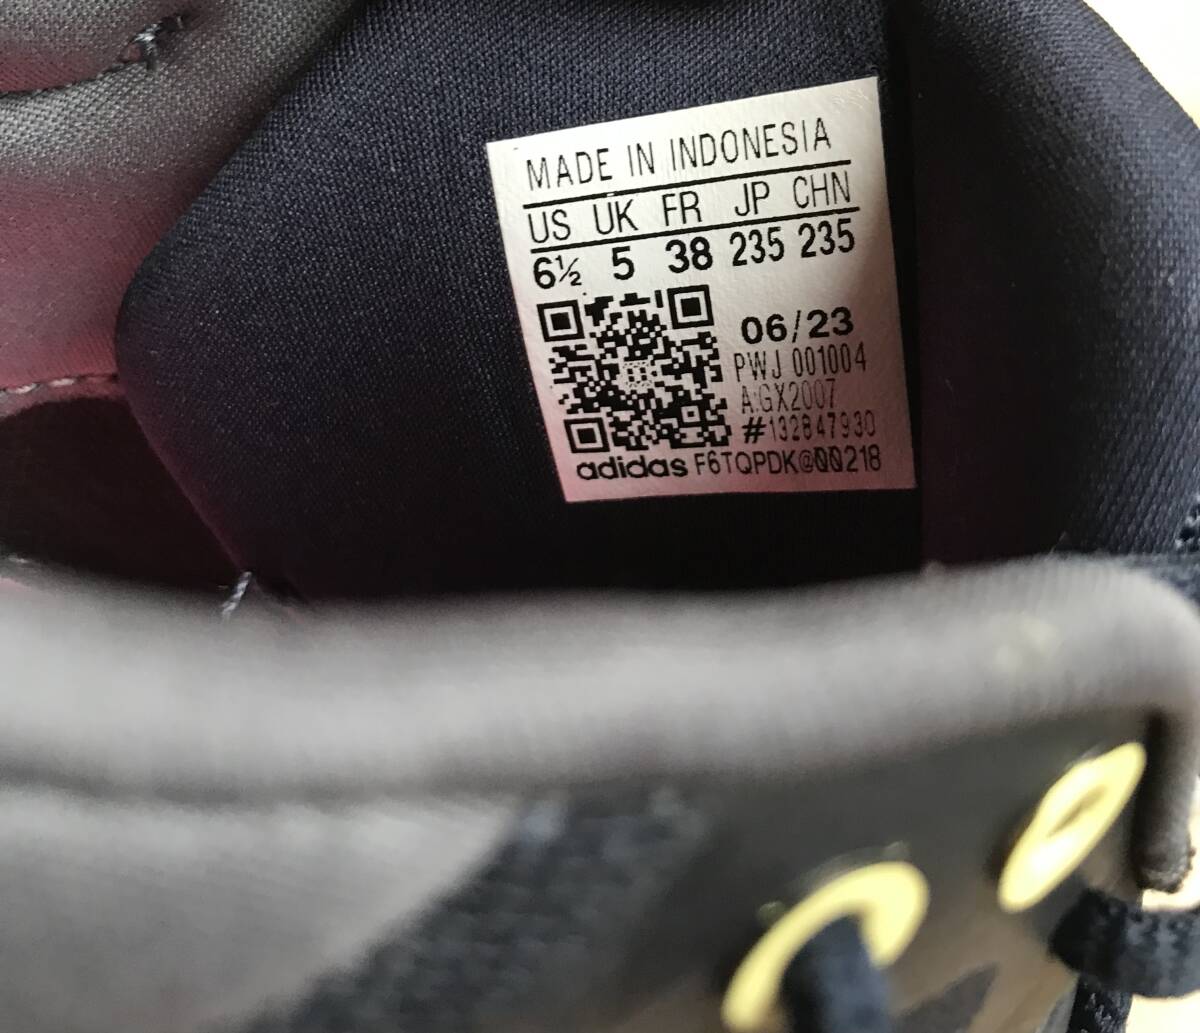 MADE IN INDONESIA
US UK FR JP CHN
6½ 5 38 235 235
06/23
PWJ 001004
A:GX2007
#132847930
adidas F6TQPDK@00218